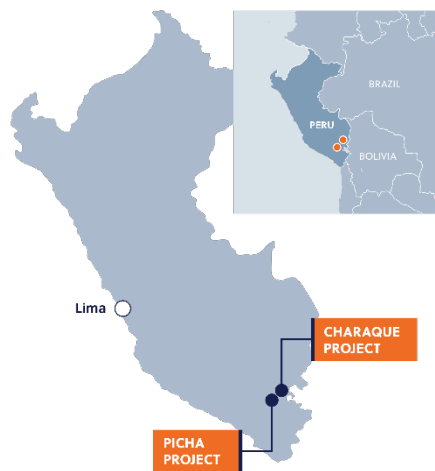 BRAZIL
PERU
BOLIVIA
Lima
CHARAQUE
PROJECT
PICHA
PROJECT